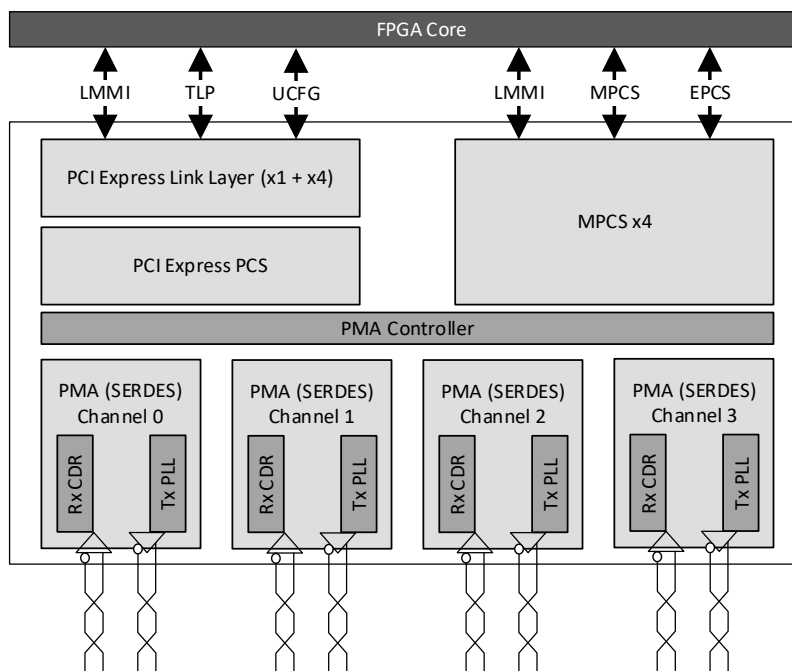 FPGA Core
LMMI TLP UCFG LMMI MPCS EPCS
PCI Express Link Layer (x1 + x4)
MPCS x4
PCI Express PCS
PMA Controller
PMA (SERDES)
Channel 0
Rx CDR
Tx PLL
PMA (SERDES)
Channel 1
Rx CDR
Tx PLL
PMA (SERDES)
Channel 2
Rx CDR
Tx PLL
PMA (SERDES)
Channel 3
Rx CDR
Tx PLL